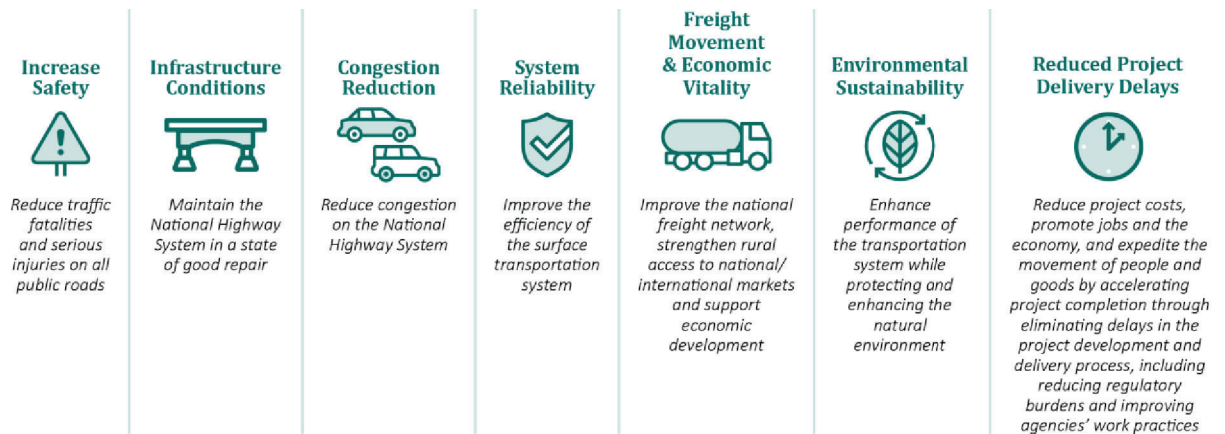 Increase
Safety
Reduce traffic
fatalities
and serious
injuries on all
public roads
Infrastructure
Conditions
Maintain the
National Highway
System in a state
of good repair
Congestion
Reduction
Reduce congestion
on the National
Highway System
System
Reliability
Improve the
efficiency of
the surface
transportation
system
Freight
Movement
& Economic
Vitality
Improve the national
freight network,
strengthen rural
access to national/
international markets
and support
economic
development
Environmental
Sustainability
Enhance
performance of
the transportation
system while
protecting and
enhancing the
natural
environment
Reduced Project
Delivery Delays
Reduce project costs,
promote jobs and the
economy, and expedite the
movement of people and
goods by accelerating
project completion through
eliminating delays in the
project development and
delivery process, including
reducing regulatory
burdens and improving
agencies' work practices